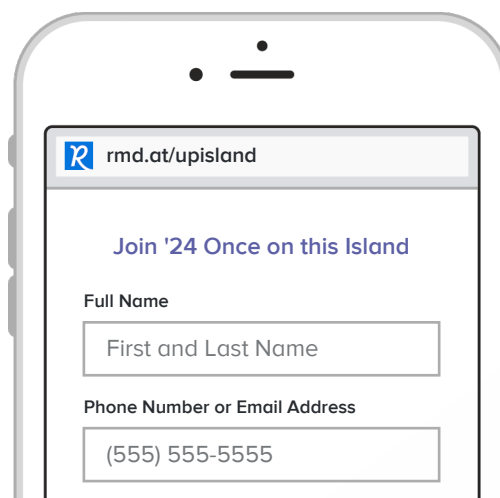 R rmd.at/upisland
Join '24 Once on this Island
Full Name
First and Last Name
Phone Number or Email Address
(555) 555-5555